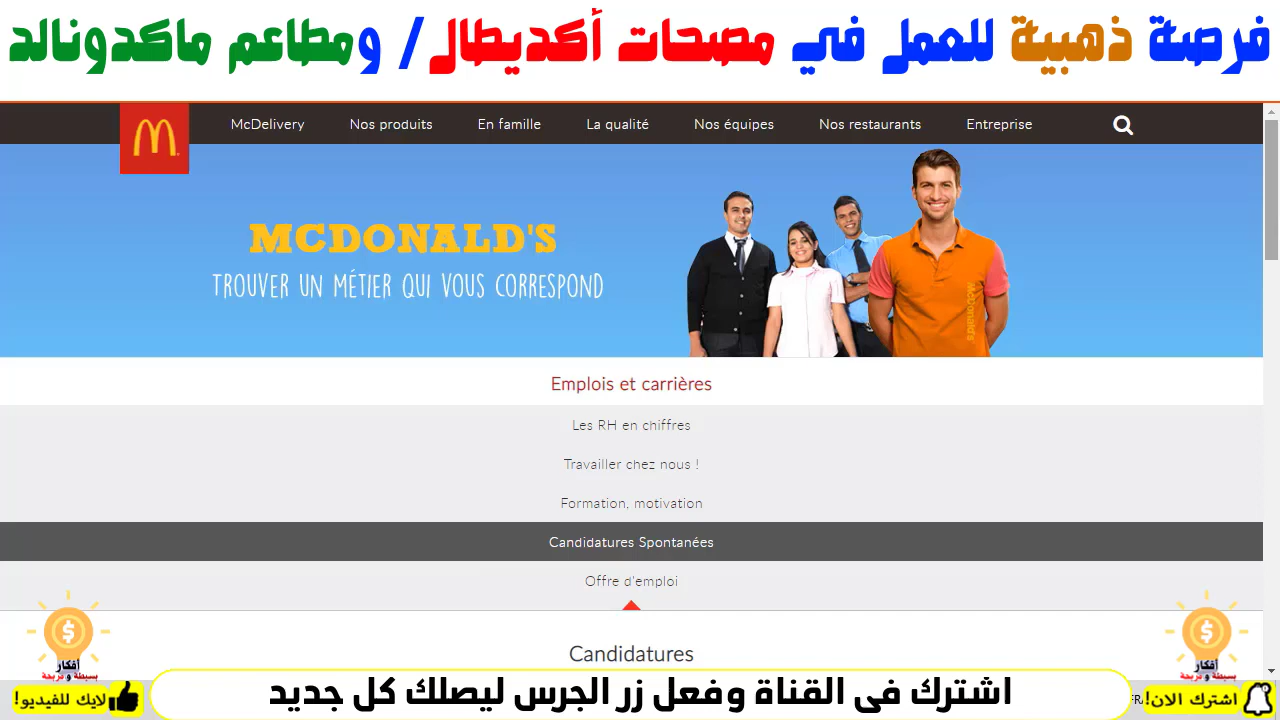 فرصة ذهبية للعمل في مصحات أكديطال/ ومطاعم ماكدونالد
McDelivery Nos produits En famille La qualité Nos équipes Nos restaurants Entreprise
MCDONALD'S
TROUVER UN MÉTIER QUI VOUS CORRESPOND
McDonald's
Emplois et carrières
Les RH en chiffres
Travailler chez nous !
Formation, motivation
Candidatures Spontanées
Offre d'emploi
Candidatures
أفكار
بسيطة و مربحة
أفكار
بسيطة و مربحة
اشترك الان!
FR
اشترك في القناة وفعل زر الجرس ليصلك كل جديد
لايك للفيديو!